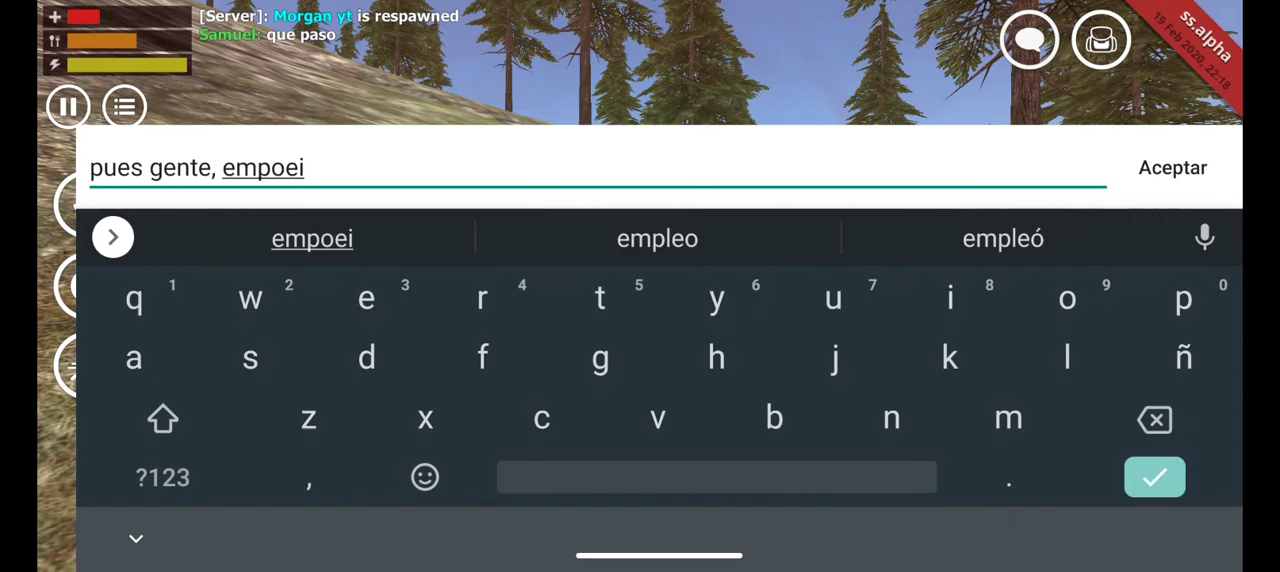 [Server]: Morgan yt is respawned
Samuel: que paso
ss.alpha
19 Feb 2020, 22:18
pues gente, empoei
Aceptar
empoei empleo empleó
q 1 w 2 e 3 r 4 t 5 y 6 u 7 i 8 o 9 p 0
a s d f g h j k l ñ
z x c v b n m
?123 , .